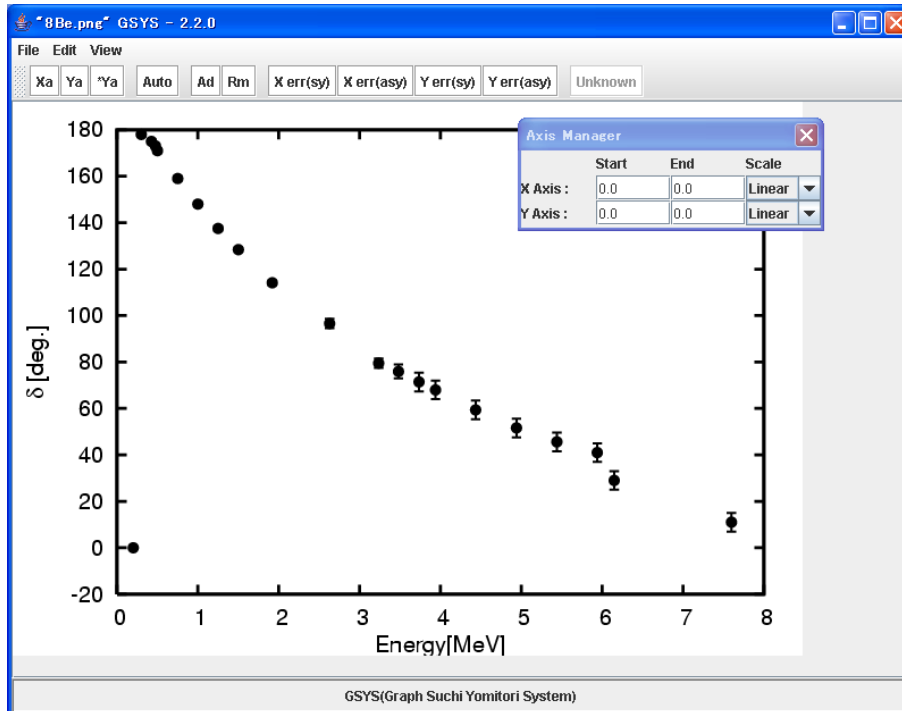 "8Be.png" GSYS - 2.2.0
File Edit View
Xa Ya "Ya Auto Ad Rm X err(sy) X err(asy) Y err(sy) Y err(asy) Unknown
Axis Manager
Start End Scale
X Axis : 0.0 0.0 Linear
Y Axis : 0.0 0.0 Linear
180
160
140
120
100
80
60
40
20
0
-20
δ [deg.]
0 1 2 3 4 5 6 7 8
Energy[MeV]
GSYS(Graph Suchi Yomitori System)